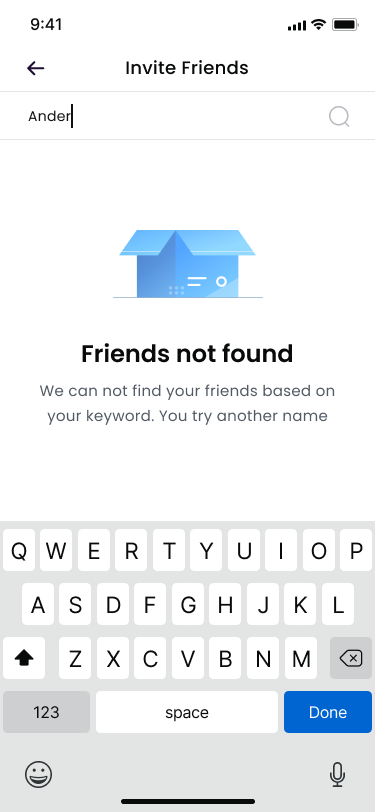 9:41
Invite Friends
Ander
Friends not found
We can not find your friends based on
your keyword. You try another name
Q W E R T Y U I O P
A S D F G H J K L
Z X C V B N M
123 space Done